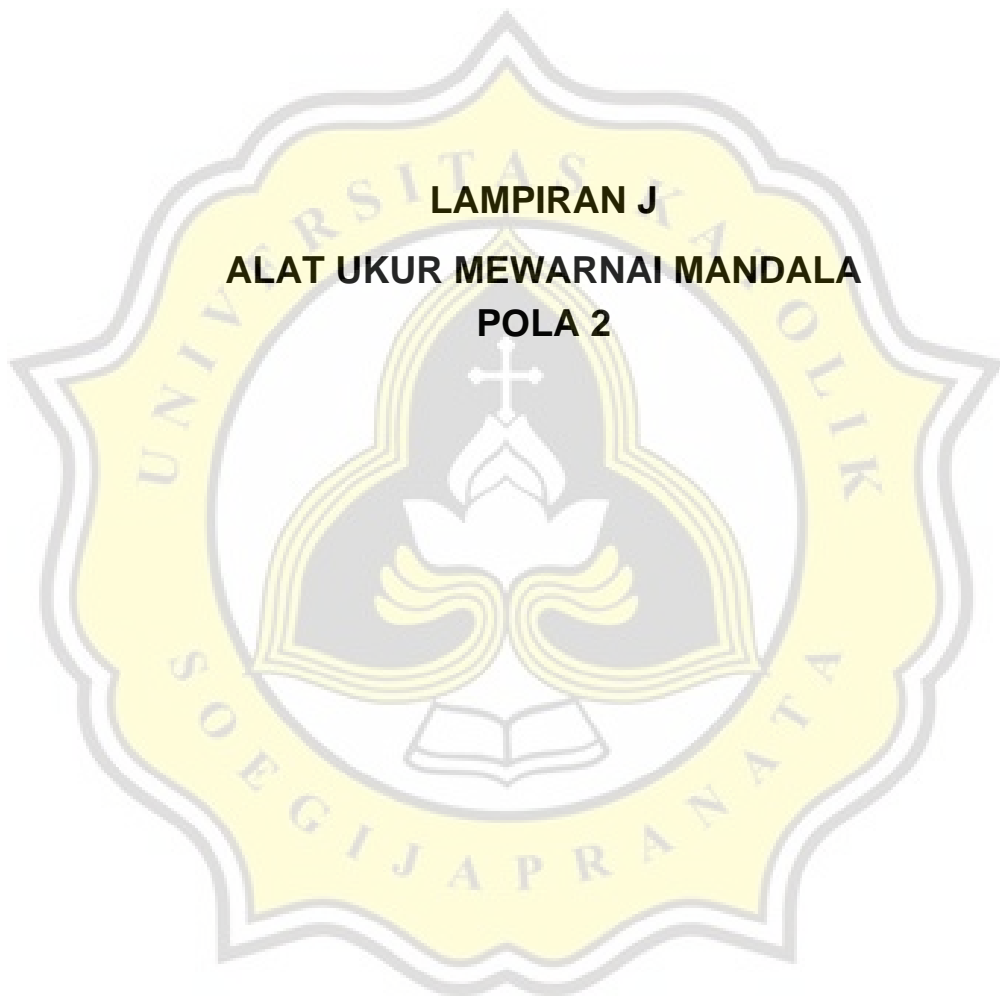 LAMPIRAN J
ALAT UKUR MEWARNAI MANDALA
POLA 2
UNIVERSITAS KATOLIK
SOEGIJAPRANATA